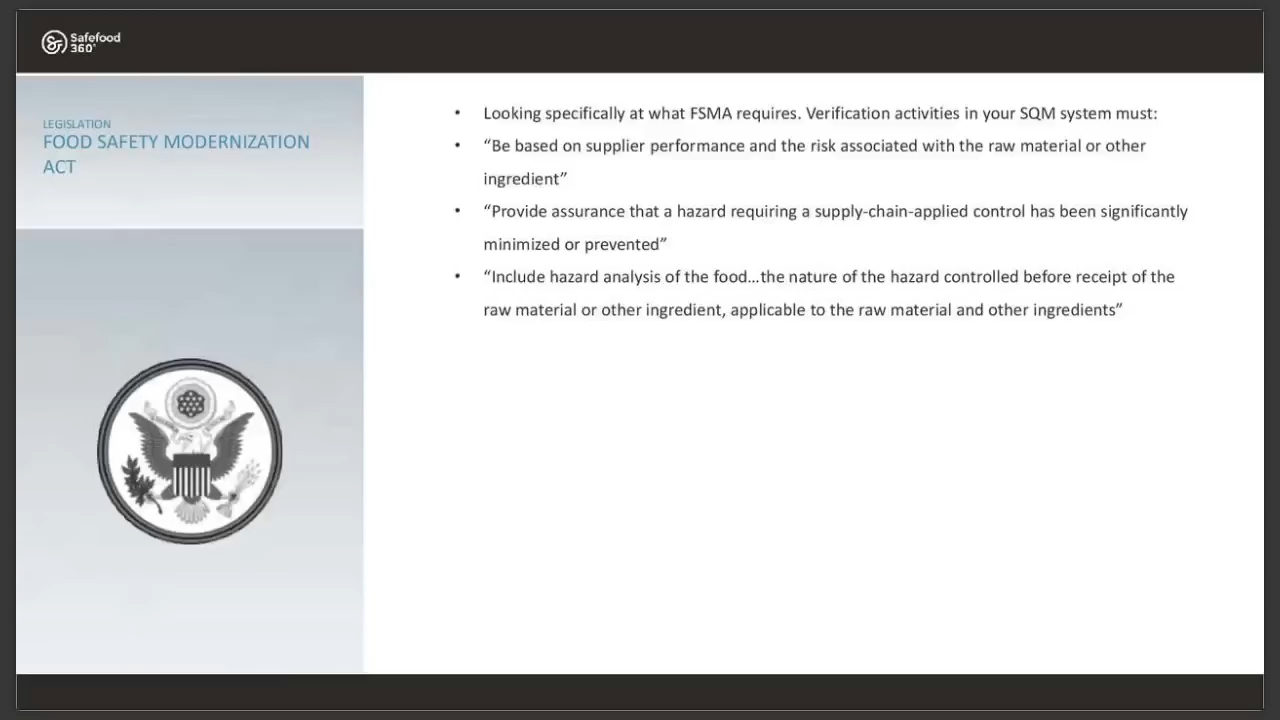 Safefood
360°
LEGISLATION
FOOD SAFETY MODERNIZATION
ACT
• Looking specifically at what FSMA requires. Verification activities in your SQM system must:
• “Be based on supplier performance and the risk associated with the raw material or other
ingredient”
• “Provide assurance that a hazard requiring a supply-chain-applied control has been significantly
minimized or prevented”
• “Include hazard analysis of the food…the nature of the hazard controlled before receipt of the
raw material or other ingredient, applicable to the raw material and other ingredients”